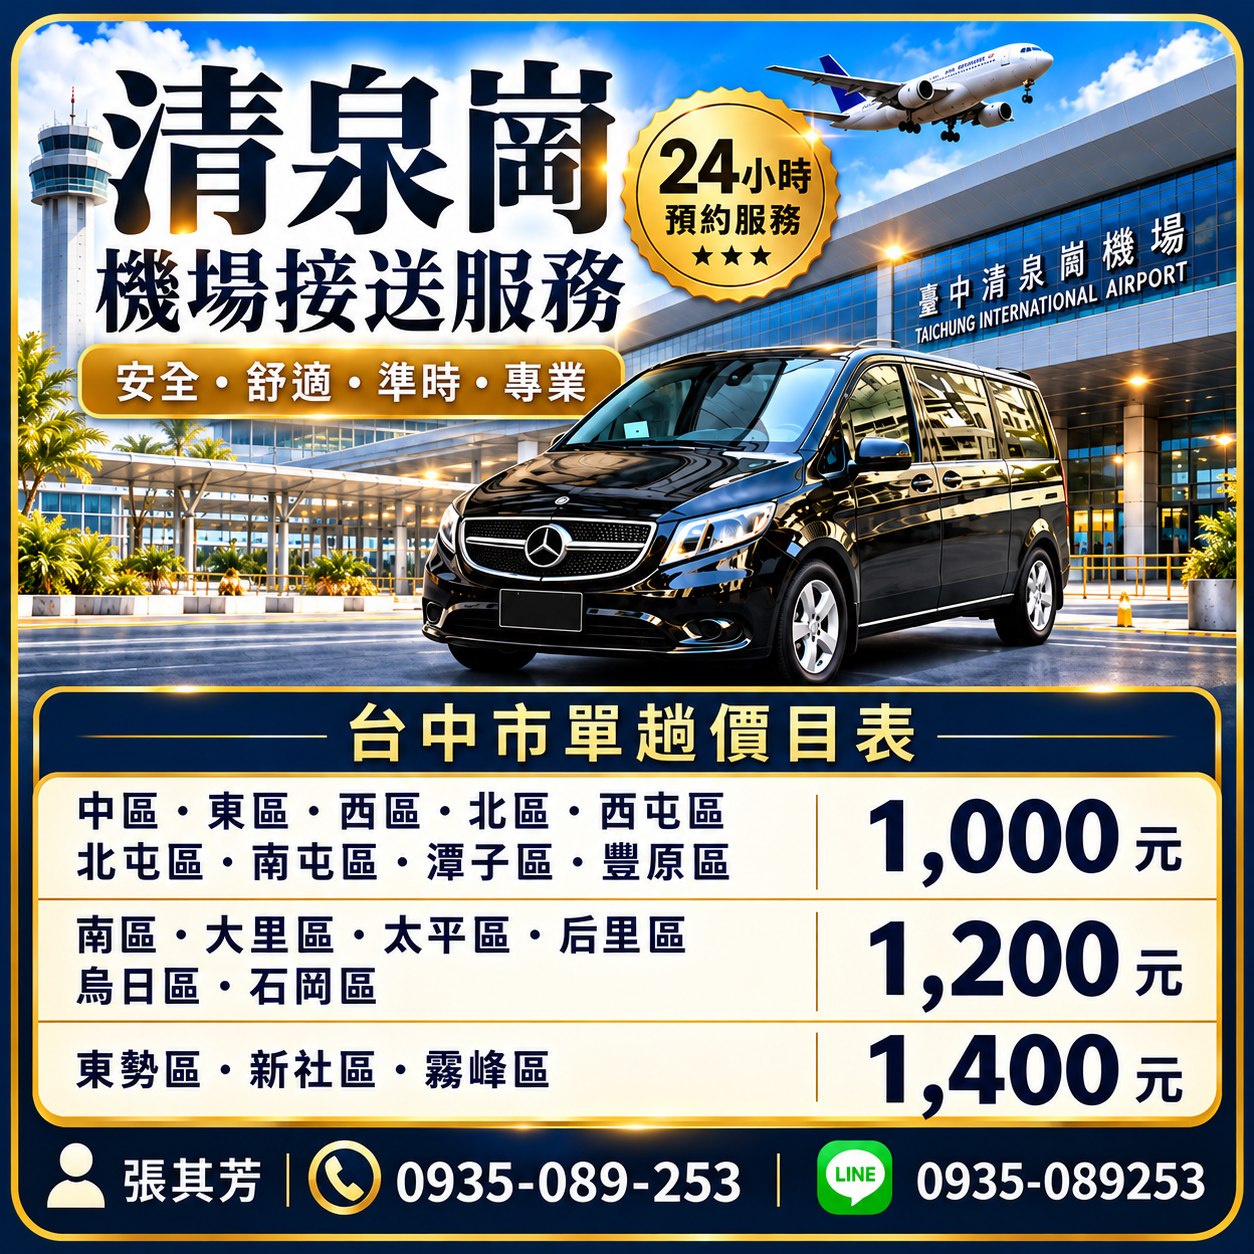 清泉崗
機場接送服務
安全・舒適・準時・專業
24小時
預約服務
臺中清泉崗機場
TAICHUNG INTERNATIONAL AIRPORT
台中市單趟價目表
中區・東區・西區・北區・西屯區
北屯區・南屯區・潭子區・豐原區
1,000元
南區・大里區・太平區・后里區
烏日區・石岡區
1,200元
東勢區・新社區・霧峰區
1,400元
張其芳
0935-089-253
LINE
0935-089253